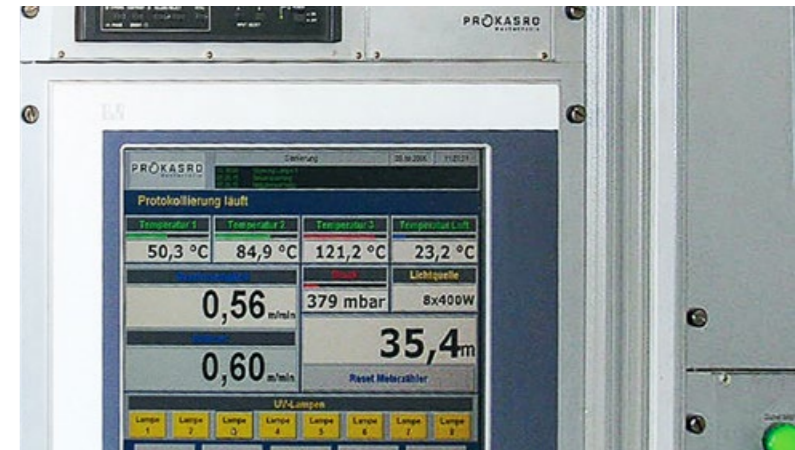 PROKASRO
PROKASRO
Sanierung
Protokollierung läuft
Temperatur 1 Temperatur 2 Temperatur 3 Temperatur Luft
50,3 °C 84,9 °C 121,2 °C 23,2 °C
Druck Lichtquelle
0,56 m/min 379 mbar 8x400W
35,4m
0,60 m/min Reset Meterzähler
UV-Lampen
Lampe Lampe Lampe Lampe Lampe Lampe Lampe Lampe
1 2 3 4 5 6 7 8